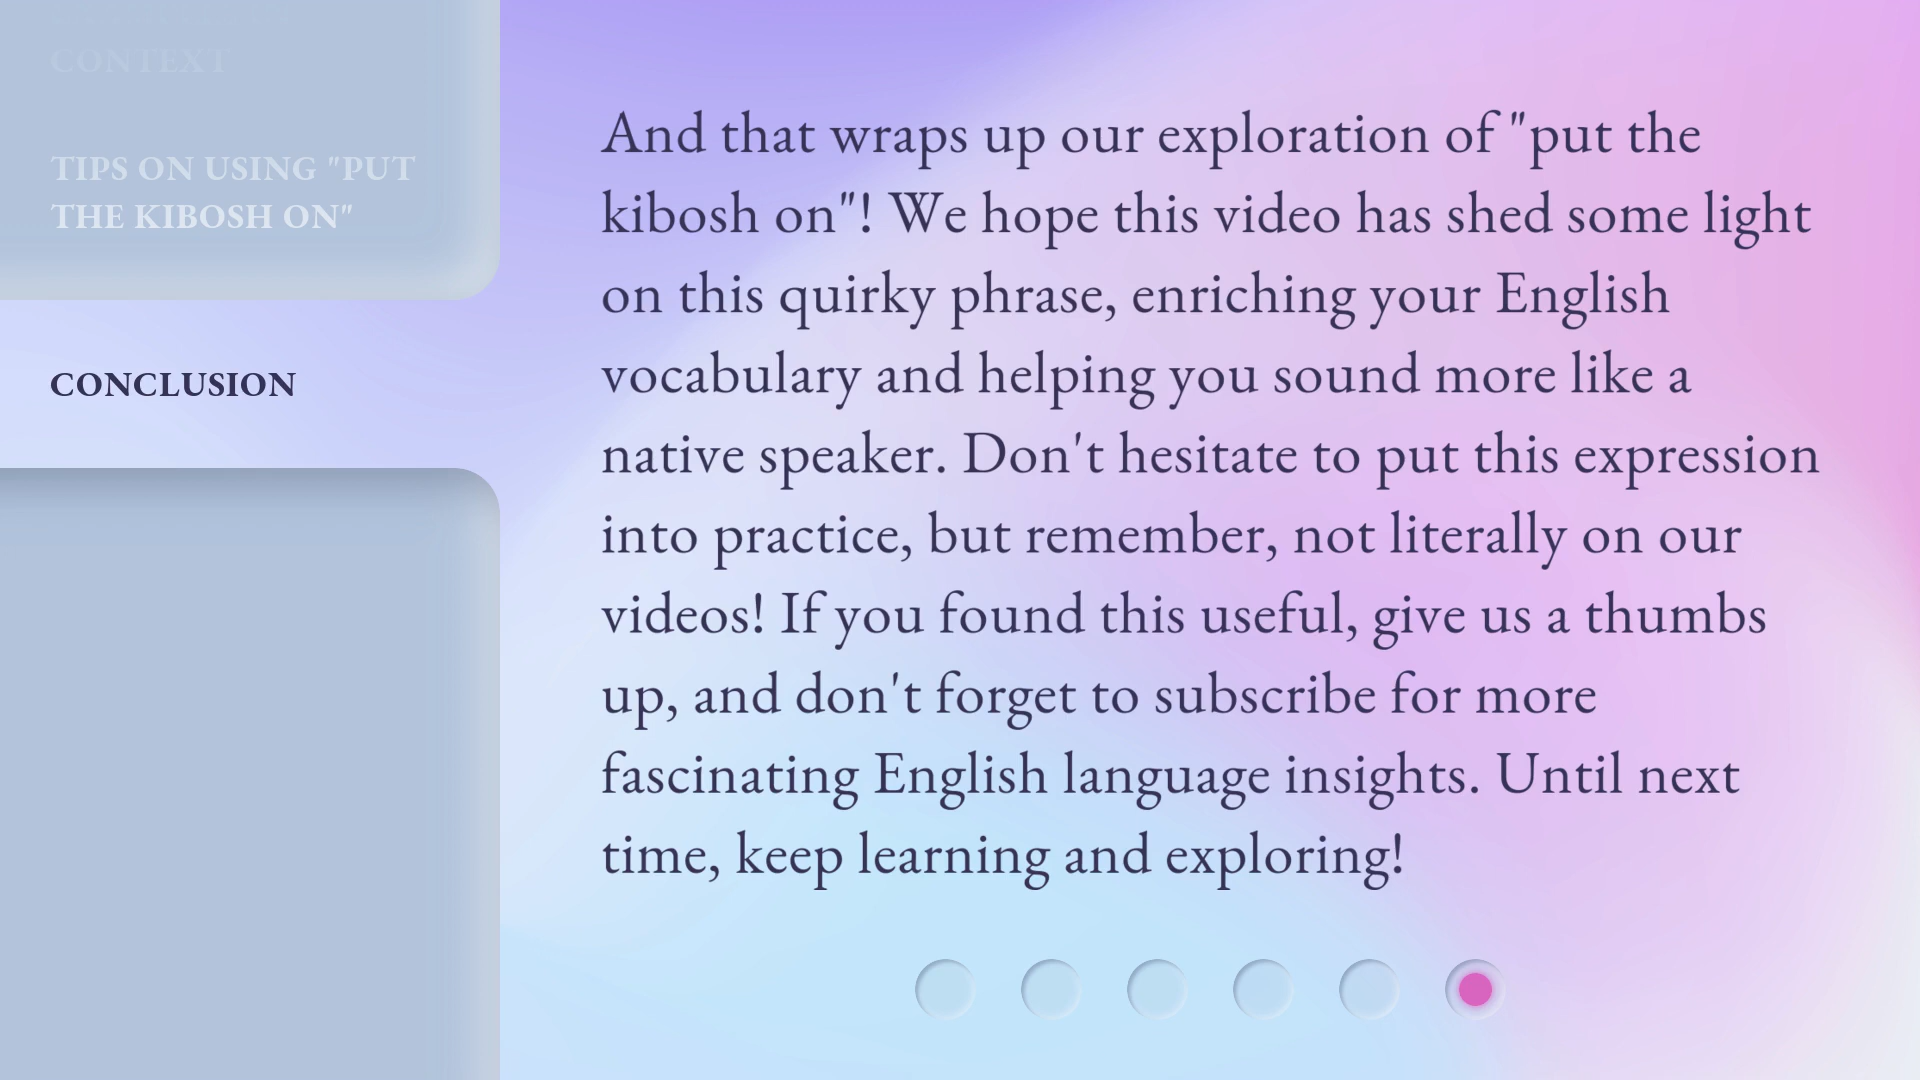 CONTEXT
TIPS ON USING "PUT
THE KIBOSH ON"
CONCLUSION
And that wraps up our exploration of "put the
kibosh on"! We hope this video has shed some light
on this quirky phrase, enriching your English
vocabulary and helping you sound more like a
native speaker. Don't hesitate to put this expression
into practice, but remember, not literally on our
videos! If you found this useful, give us a thumbs
up, and don't forget to subscribe for more
fascinating English language insights. Until next
time, keep learning and exploring!